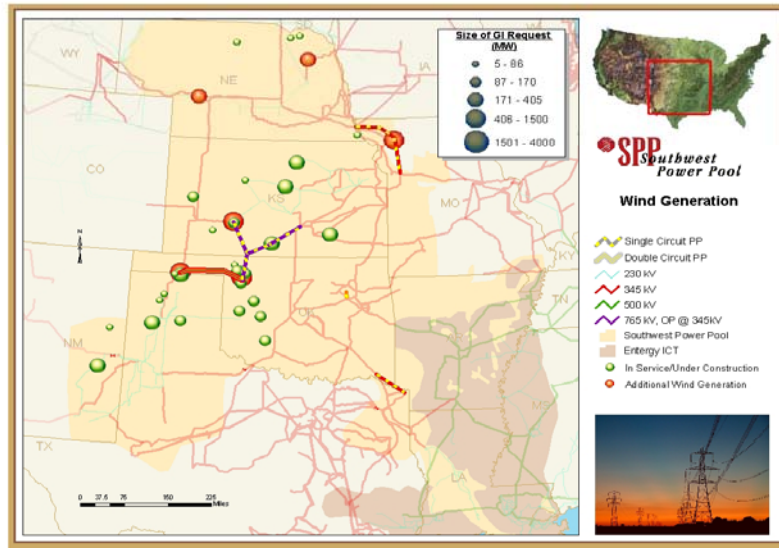 SD
WY
NE
IA
CO
KS
MO
OK
NM
TX
KY
TN
MS
LA
N
Size of GI Request
(MW)
5 - 86
87 - 170
171 - 405
406 - 1500
1501 - 4000
0 37.5 75 150 225
Miles
SPP
Southwest
Power Pool
Wind Generation
Single Circuit PP
Double Circuit PP
230 kV
345 kV
500 kV
765 kV, OP @ 345kV
Southwest Power Pool
Entergy ICT
In Service/Under Construction
Additional Wind Generation